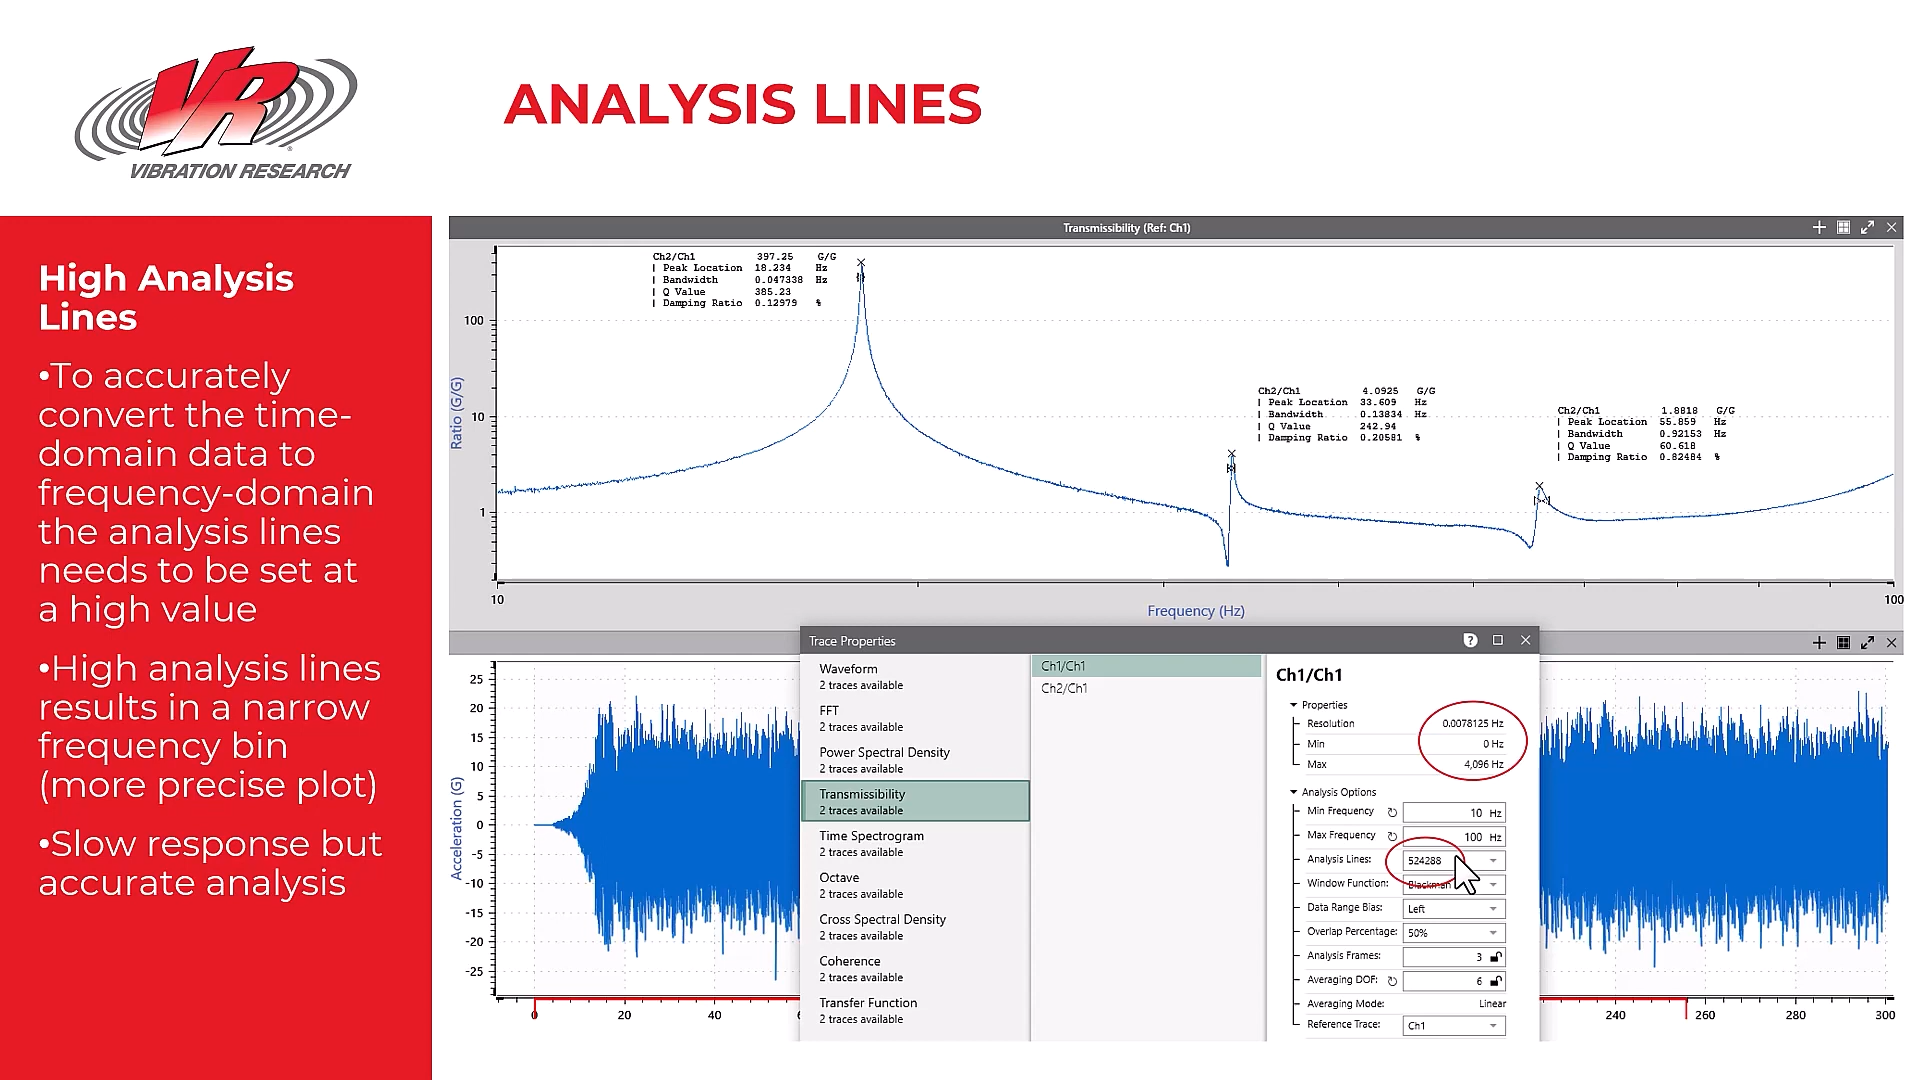 VR
VIBRATION RESEARCH
ANALYSIS LINES
High Analysis
Lines
•To accurately
convert the time-
domain data to
frequency-domain
the analysis lines
needs to be set at
a high value
•High analysis lines
results in a narrow
frequency bin
(more precise plot)
•Slow response but
accurate analysis
Transmissibility (Ref: Ch1)
Ch2/Ch1 397.25 G/G
| Peak Location 18.234 Hz
| Bandwidth 0.047338 Hz
| Q Value 385.23
| Damping Ratio 0.12979 %
Ch2/Ch1 4.0925 G/G
| Peak Location 33.609 Hz
| Bandwidth 0.13834 Hz
| Q Value 242.94
| Damping Ratio 0.20581 %
Ch2/Ch1 1.8818 G/G
| Peak Location 55.859 Hz
| Bandwidth 0.92153 Hz
| Q Value 60.618
| Damping Ratio 0.82484 %
Ratio (G/G)
100
10
1
10
100
Frequency (Hz)
Acceleration (G)
25
20
15
10
5
0
-5
-10
-15
-20
-25
0 20 40 6
240 260 280 300
Trace Properties
Waveform
2 traces available
FFT
2 traces available
Power Spectral Density
2 traces available
Transmissibility
2 traces available
Time Spectrogram
2 traces available
Octave
2 traces available
Cross Spectral Density
2 traces available
Coherence
2 traces available
Transfer Function
2 traces available
Ch1/Ch1
Ch2/Ch1
Ch1/Ch1
Properties
Resolution 0.0078125 Hz
Min 0 Hz
Max 4,096 Hz
Analysis Options
Min Frequency 10 Hz
Max Frequency 100 Hz
Analysis Lines: 524288
Window Function: Blackman
Data Range Bias: Left
Overlap Percentage: 50%
Analysis Frames: 3
Averaging DOF: 6
Averaging Mode: Linear
Reference Trace: Ch1